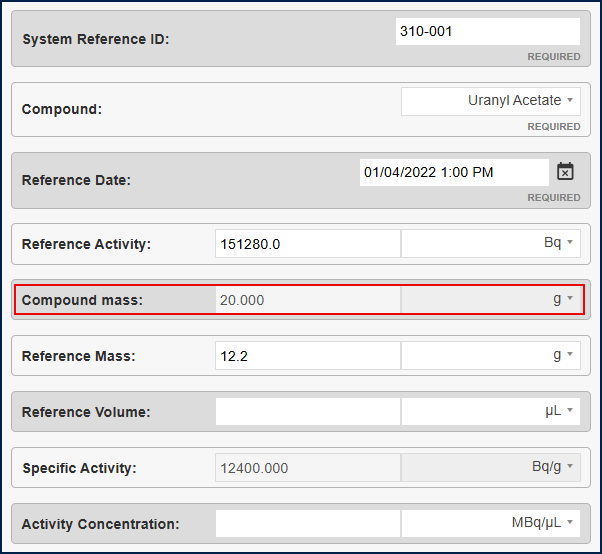 System Reference ID: 310-001
REQUIRED
Compound: Uranyl Acetate
REQUIRED
Reference Date: 01/04/2022 1:00 PM
REQUIRED
Reference Activity: 151280.0 Bq
Compound mass: 20.000 g
Reference Mass: 12.2 g
Reference Volume: µL
Specific Activity: 12400.000 Bq/g
Activity Concentration: MBq/µL